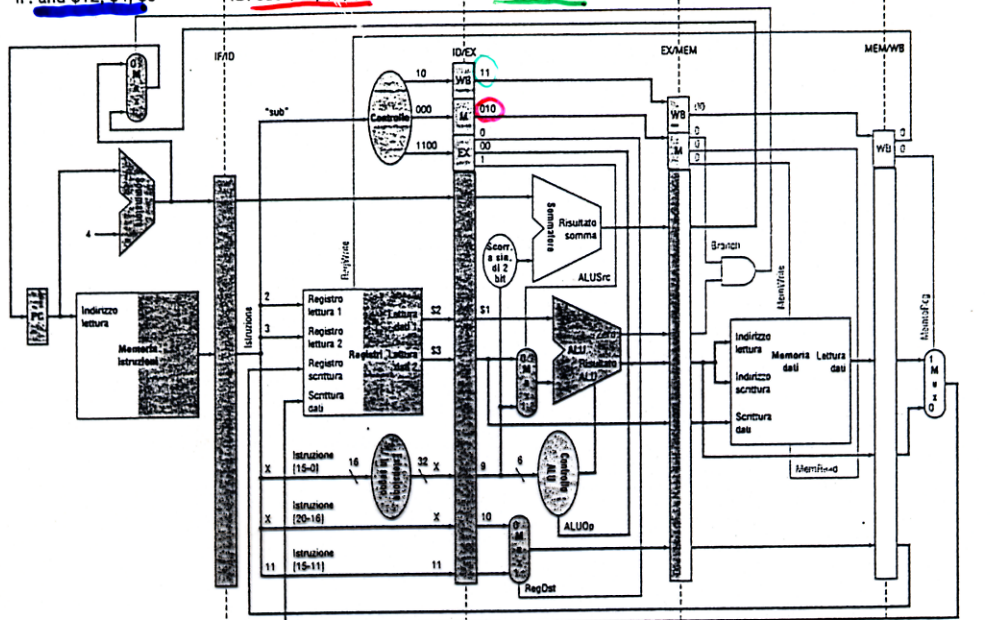 IF/ID
ID/EX
EX/MEM
MEM/WB
10
WB
11
"sub"
Controllo
000
M
010
1100
EX
0
00
1
WB
M
0
0
0
WB
0
0
4
Sommatore
Risultato
somma
Scorr.
a sin.
di 2
bit
ALUSrc
Branch
RegWrite
MemWrite
MemtoReg
Indirizzo
lettura
Memoria
istruzioni
Istruzione
2
3
Registro
lettura 1
Registro
lettura 2
Registro
scrittura
Scrittura
dati
Registri
Lettura
dati 1
Lettura
dati 2
S2
S3
S1
ALU
Risultato
ALU
Indirizzo
lettura
Indirizzo
scrittura
Scrittura
dati
Memoria
dati
Lettura
dati
1
M
u
x
0
X
Istruzione
[15-0]
16
32
X
9
6
Controllo
ALU
MemRead
X
Istruzione
[20-16]
X
10
ALUOp
11
Istruzione
[15-11]
11
RegDst